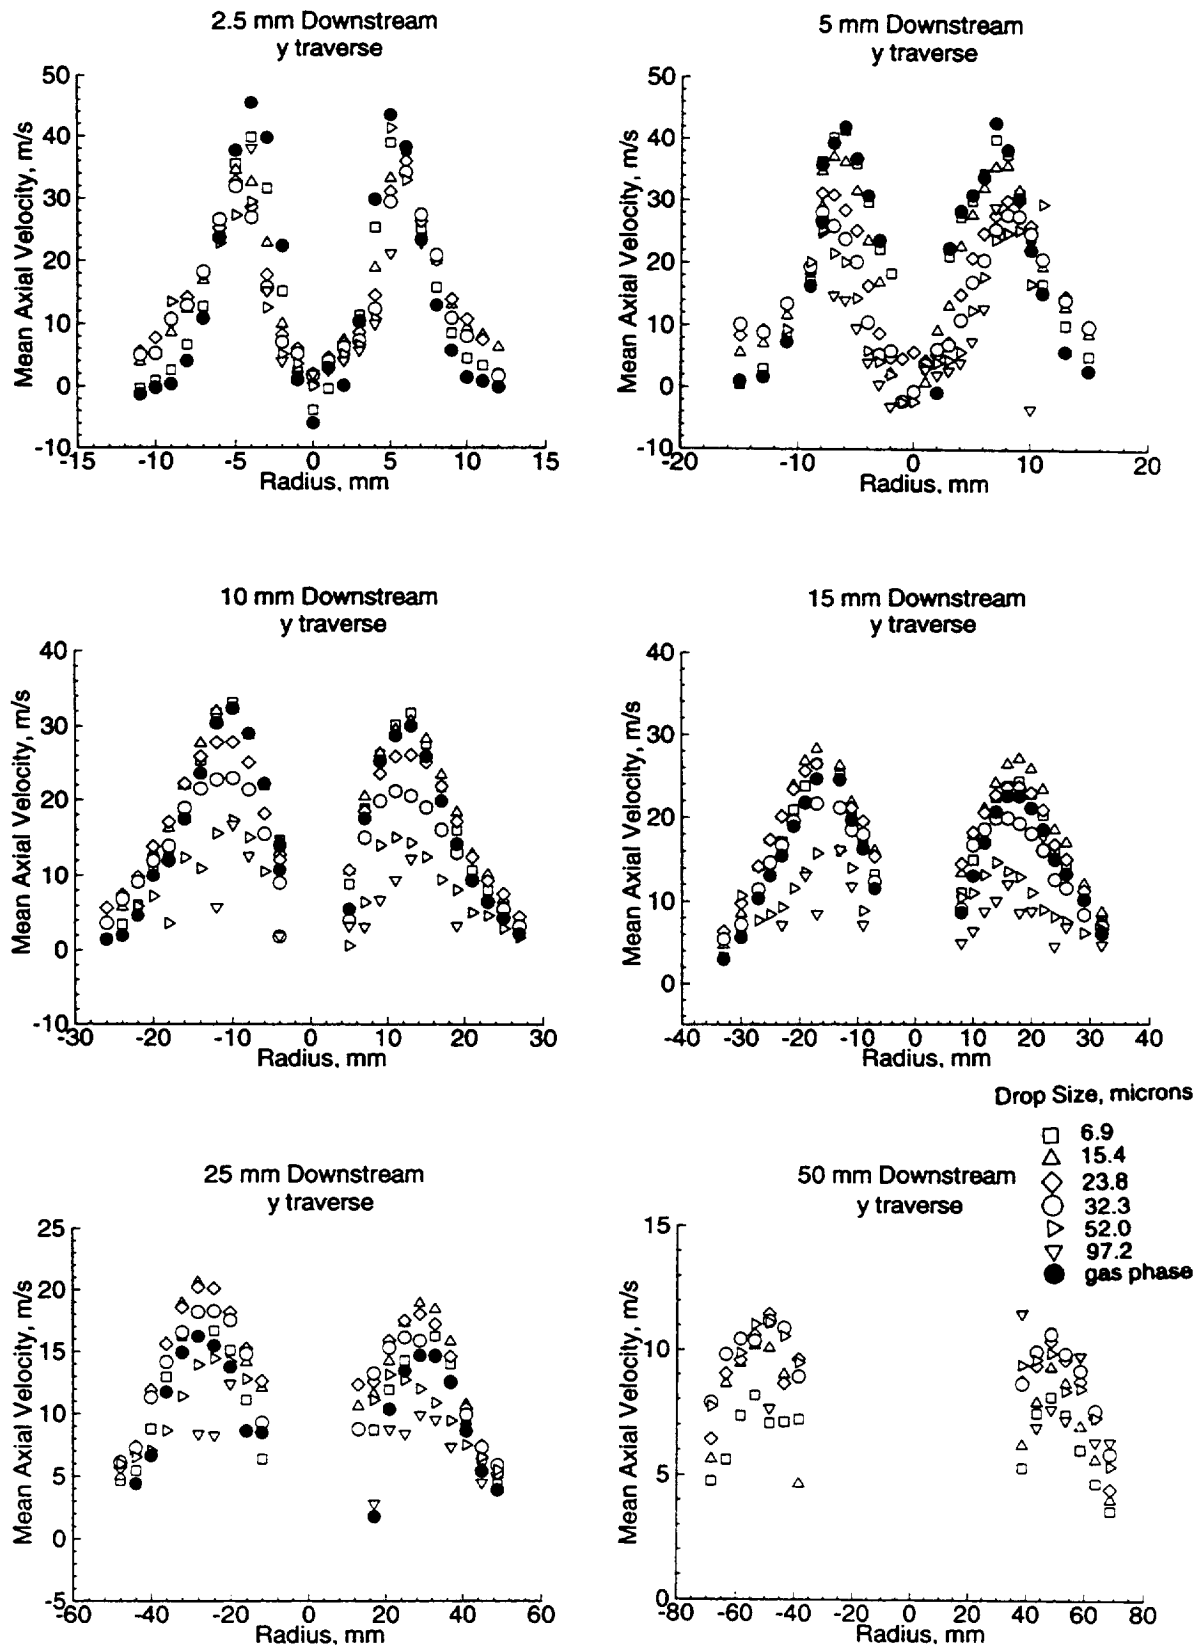 2.5 mm Downstream
y traverse
Mean Axial Velocity, m/s
50
40
30
20
10
0
-10
-15 -10 -5 0 5 10 15
Radius, mm
5 mm Downstream
y traverse
Mean Axial Velocity, m/s
50
40
30
20
10
0
-10
-20 -10 0 10 20
Radius, mm
10 mm Downstream
y traverse
Mean Axial Velocity, m/s
40
30
20
10
0
-10
-30 -20 -10 0 10 20 30
Radius, mm
15 mm Downstream
y traverse
Mean Axial Velocity, m/s
40
30
20
10
0
-40 -30 -20 -10 0 10 20 30 40
Radius, mm
Drop Size, microns
6.9
15.4
23.8
32.3
52.0
97.2
gas phase
25 mm Downstream
y traverse
Mean Axial Velocity, m/s
25
20
15
10
5
0
-5
-60 -40 -20 0 20 40 60
Radius, mm
50 mm Downstream
y traverse
Mean Axial Velocity, m/s
15
10
5
0
-80 -60 -40 -20 0 20 40 60 80
Radius, mm